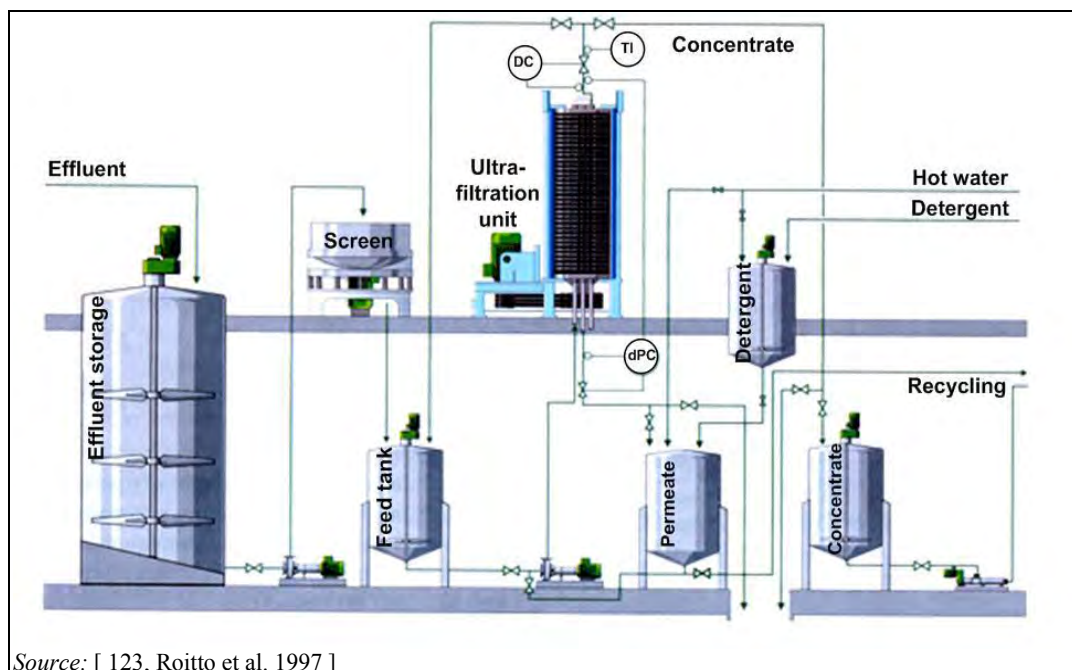 Concentrate
TI
DC
Effluent
Ultra-
filtration
unit
Screen
Hot water
Detergent
Detergent
Effluent storage
dPC
Recycling
Feed tank
Permeate
Concentrate
Source: [ 123, Roitto et al. 1997 ]